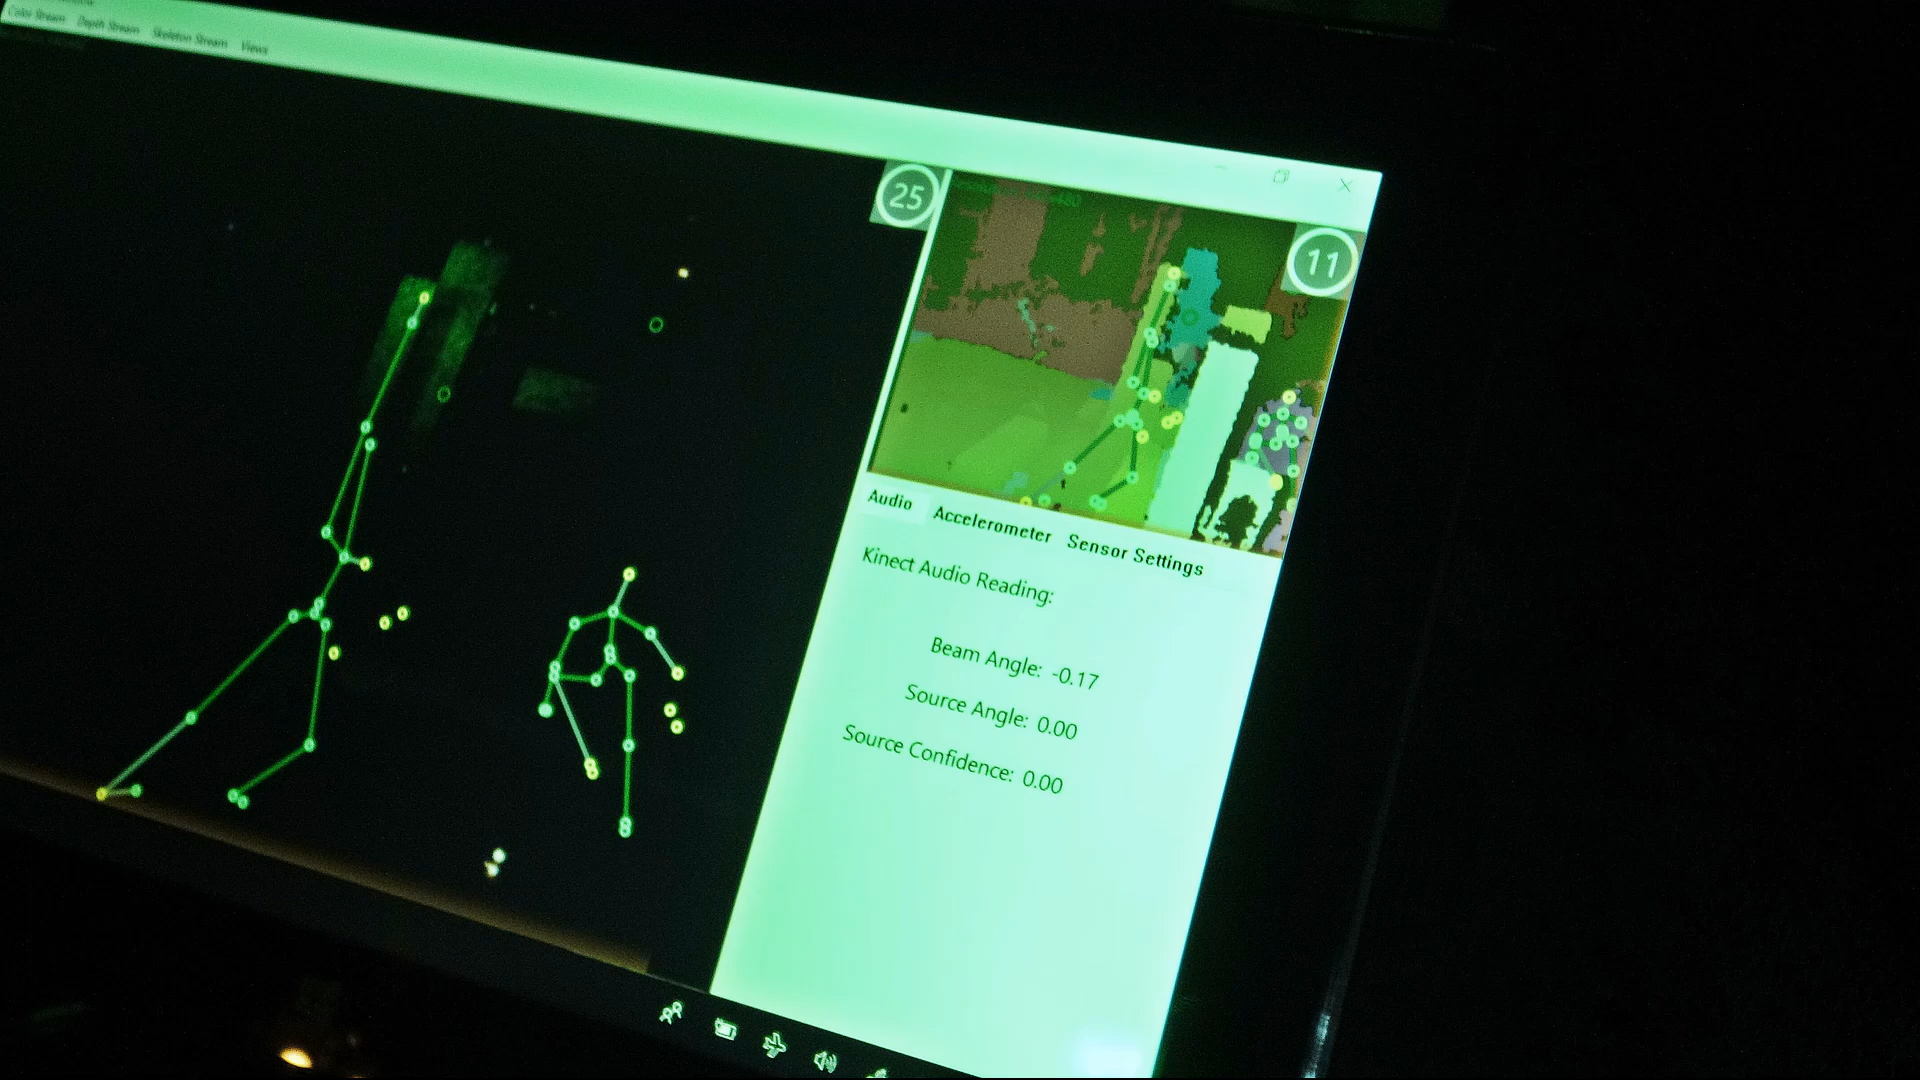 Color Stream Depth Stream Skeleton Stream Views
25
11
Audio Accelerometer Sensor Settings
Kinect Audio Reading:
Beam Angle: -0.17
Source Angle: 0.00
Source Confidence: 0.00